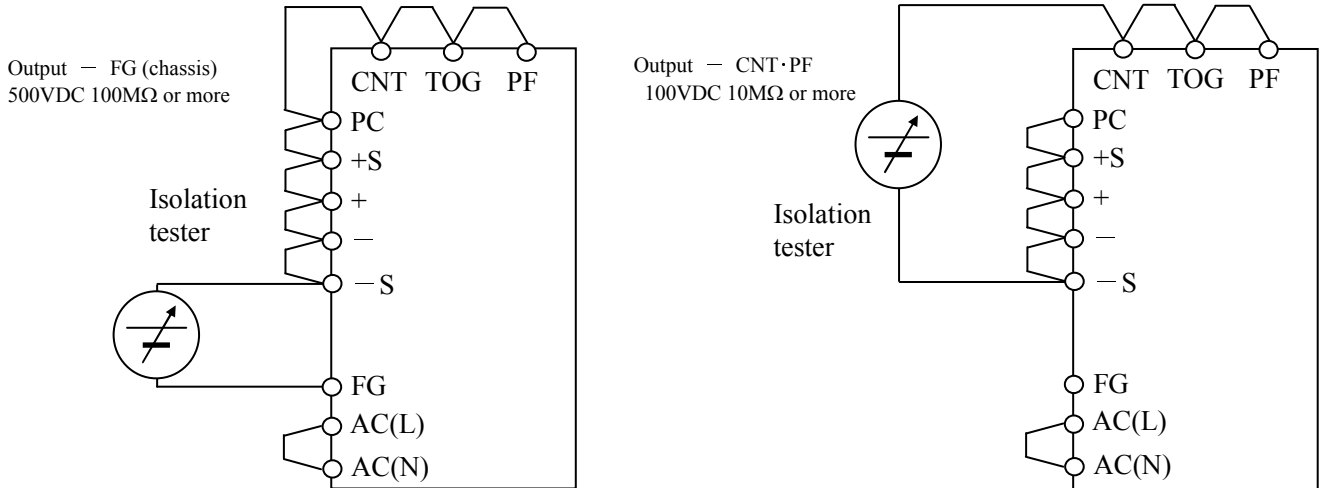 Output － FG (chassis)
500VDC 100MΩ or more
CNT TOG PF
PC
+S
+
－
－S
Isolation
tester
FG
AC(L)
AC(N)
Output － CNT･PF
100VDC 10MΩ or more
CNT TOG PF
PC
+S
+
－
－S
Isolation
tester
FG
AC(L)
AC(N)